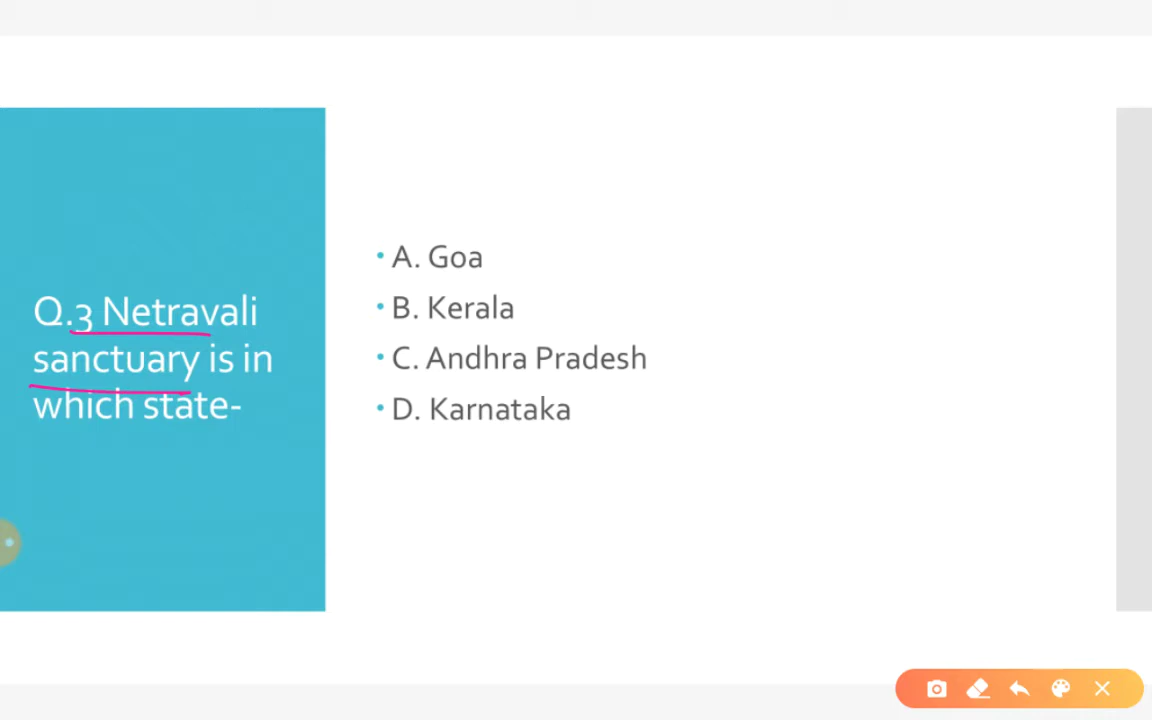 Q.3 Netravali
sanctuary is in
which state-
• A. Goa
• B. Kerala
• C. Andhra Pradesh
• D. Karnataka